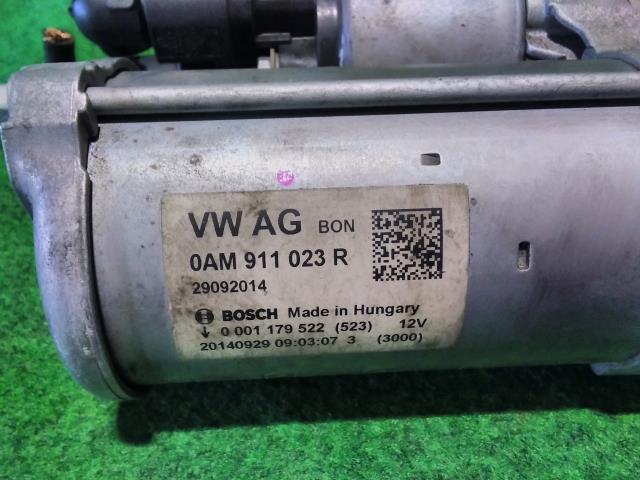 VW AG BON
0AM 911 023 R
29092014
BOSCH Made in Hungary
↓ 0 001 179 522 (523) 12V
20140929 09:03:07 3 (3000)